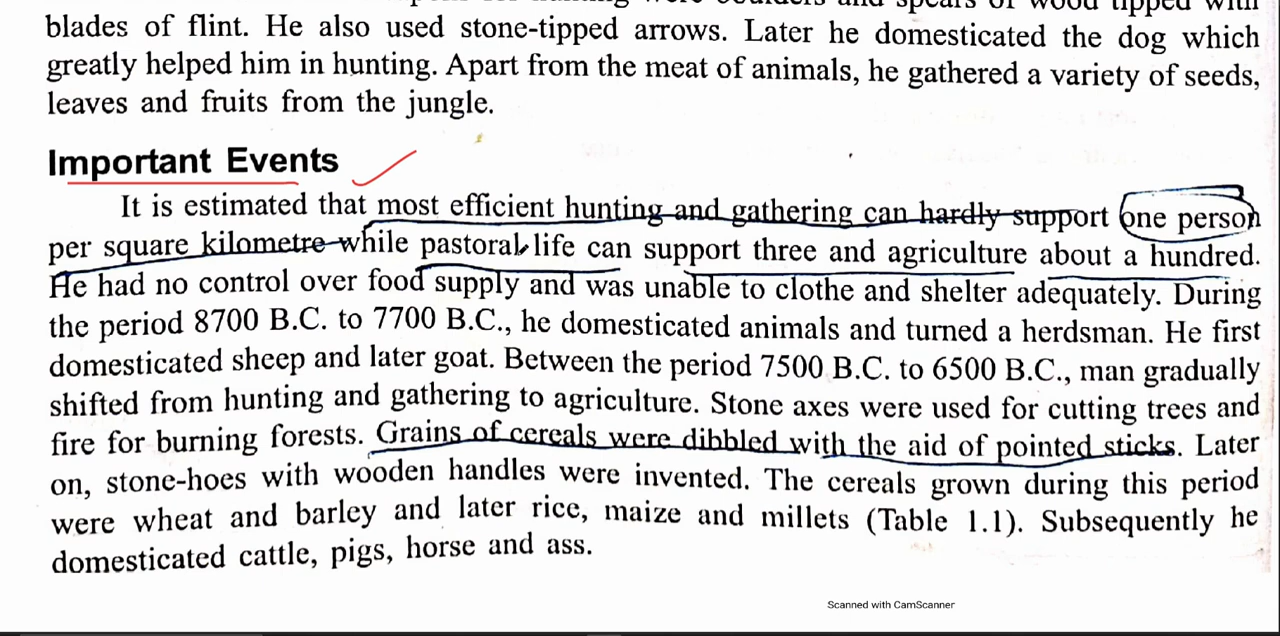 blades of flint. He also used stone-tipped arrows. Later he domesticated the dog which
greatly helped him in hunting. Apart from the meat of animals, he gathered a variety of seeds,
leaves and fruits from the jungle.
Important Events
It is estimated that most efficient hunting and gathering can hardly support one person
per square kilometre while pastoral life can support three and agriculture about a hundred.
He had no control over food supply and was unable to clothe and shelter adequately. During
the period 8700 B.C. to 7700 B.C., he domesticated animals and turned a herdsman. He first
domesticated sheep and later goat. Between the period 7500 B.C. to 6500 B.C., man gradually
shifted from hunting and gathering to agriculture. Stone axes were used for cutting trees and
fire for burning forests. Grains of cereals were dibbled with the aid of pointed sticks. Later
on, stone-hoes with wooden handles were invented. The cereals grown during this period
were wheat and barley and later rice, maize and millets (Table 1.1). Subsequently he
domesticated cattle, pigs, horse and ass.
Scanned with CamScanner